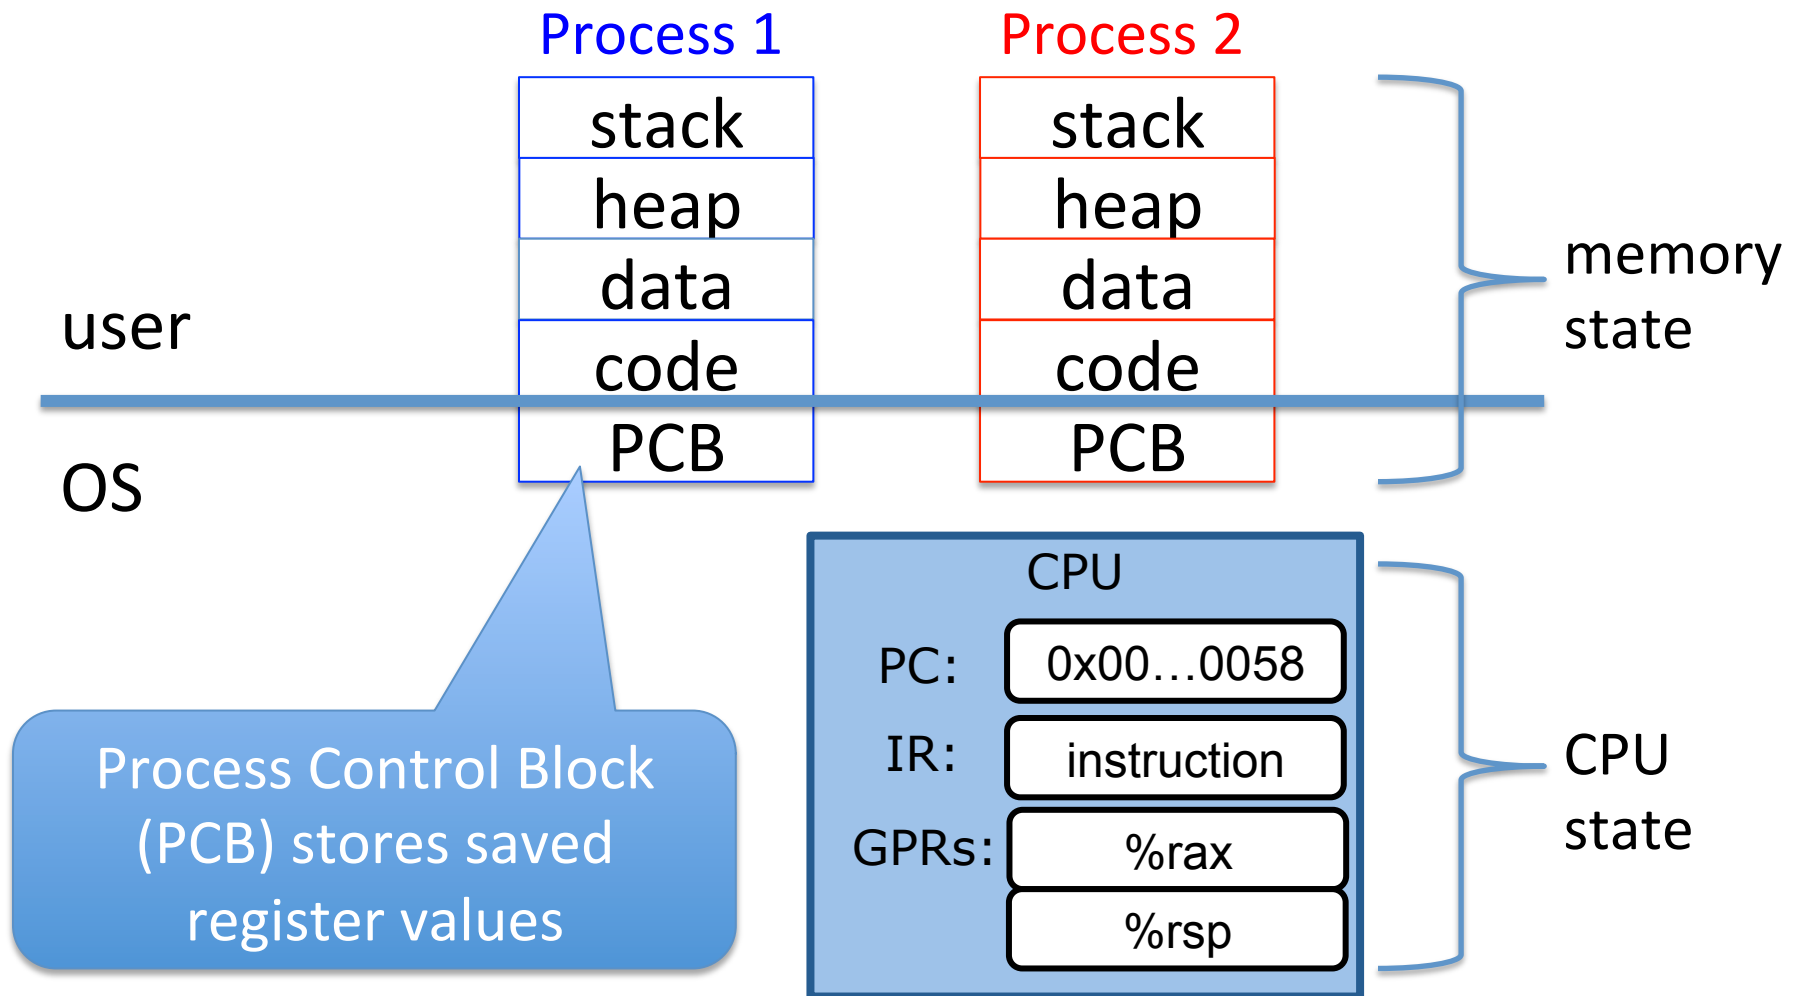 Process 1
Process 2
stack
heap
data
code
PCB
stack
heap
data
code
PCB
user
OS
memory
state
Process Control Block
(PCB) stores saved
register values
CPU
PC:
0x00…0058
IR:
instruction
GPRs:
%rax
%rsp
CPU
state